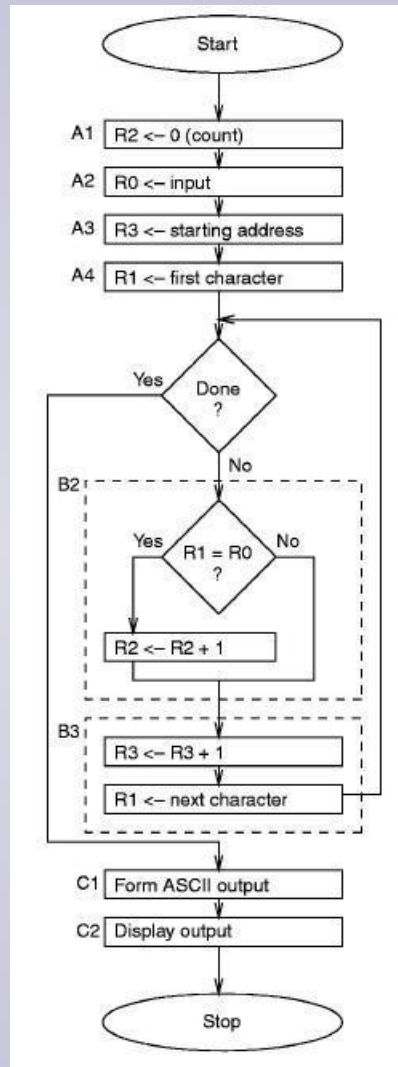 Start
A1 R2 <– 0 (count)
A2 R0 <– input
A3 R3 <– starting address
A4 R1 <– first character
Yes
Done
?
No
B2
Yes
R1 = R0
No
?
R2 <– R2 + 1
B3
R3 <– R3 + 1
R1 <– next character
C1 Form ASCII output
C2 Display output
Stop